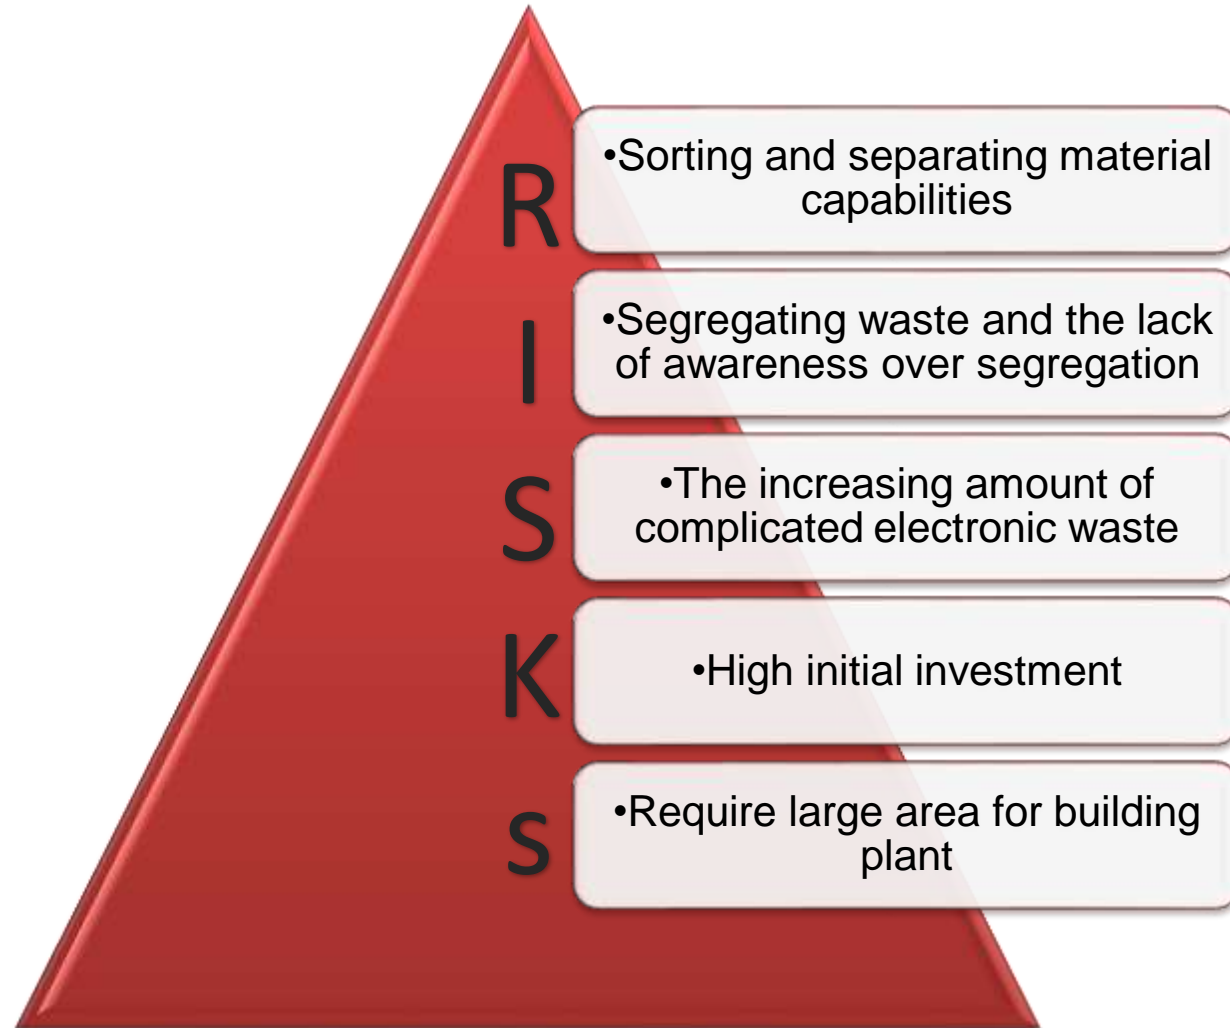 R
•Sorting and separating material
capabilities
I
•Segregating waste and the lack
of awareness over segregation
S
•The increasing amount of
complicated electronic waste
K
•High initial investment
s
•Require large area for building
plant